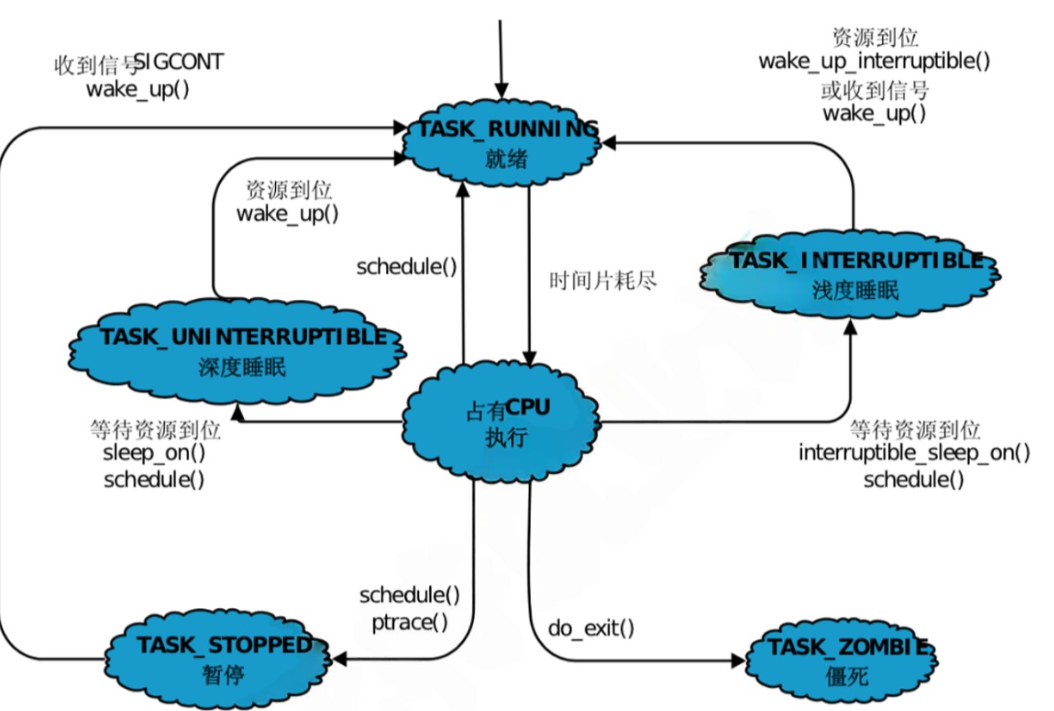 收到信号SIGCONT
wake_up()
资源到位
wake_up_interruptible()
或收到信号
wake_up()
TASK_RUNNING
就绪
资源到位
wake_up()
schedule()
时间片耗尽
TASK_INTERRUPTIBLE
浅度睡眠
TASK_UNINTERRUPTIBLE
深度睡眠
占有CPU
执行
等待资源到位
sleep_on()
schedule()
等待资源到位
interruptible_sleep_on()
schedule()
schedule()
ptrace()
do_exit()
TASK_STOPPED
暂停
TASK_ZOMBIE
僵死